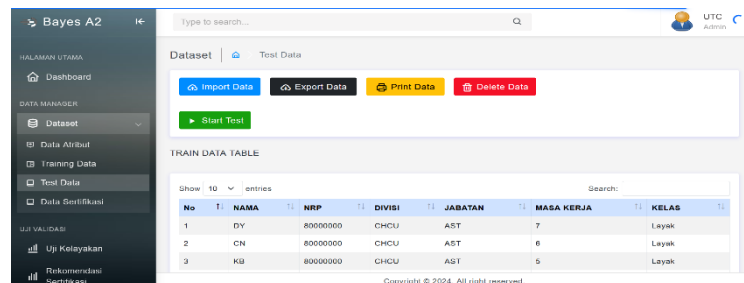 Bayes A2
Type to search...
UTC
Admin
HALAMAN UTAMA
Dashboard
DATA MANAGER
Dataset
Data Atribut
Training Data
Test Data
Data Sertifikasi
UJI VALIDASI
Uji Kelayakan
Rekomendasi
Sertifikasi
Dataset
Test Data
Import Data
Export Data
Print Data
Delete Data
Start Test
TRAIN DATA TABLE
Show 10 entries
Search:
No NAMA NRP DIVISI JABATAN MASA KERJA KELAS
1 DY 80000000 CHCU AST 7 Layak
2 CN 80000000 CHCU AST 6 Layak
3 KB 80000000 CHCU AST 5 Layak
Copyright © 2024. All right reserved